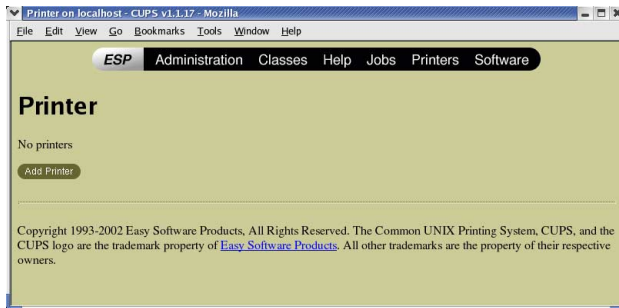 Printer on localhost - CUPS v1.1.17 - Mozilla
File Edit View Go Bookmarks Tools Window Help
ESP Administration Classes Help Jobs Printers Software
Printer
No printers
Add Printer
Copyright 1993-2002 Easy Software Products, All Rights Reserved. The Common UNIX Printing System, CUPS, and the
CUPS logo are the trademark property of Easy Software Products. All other trademarks are the property of their respective
owners.